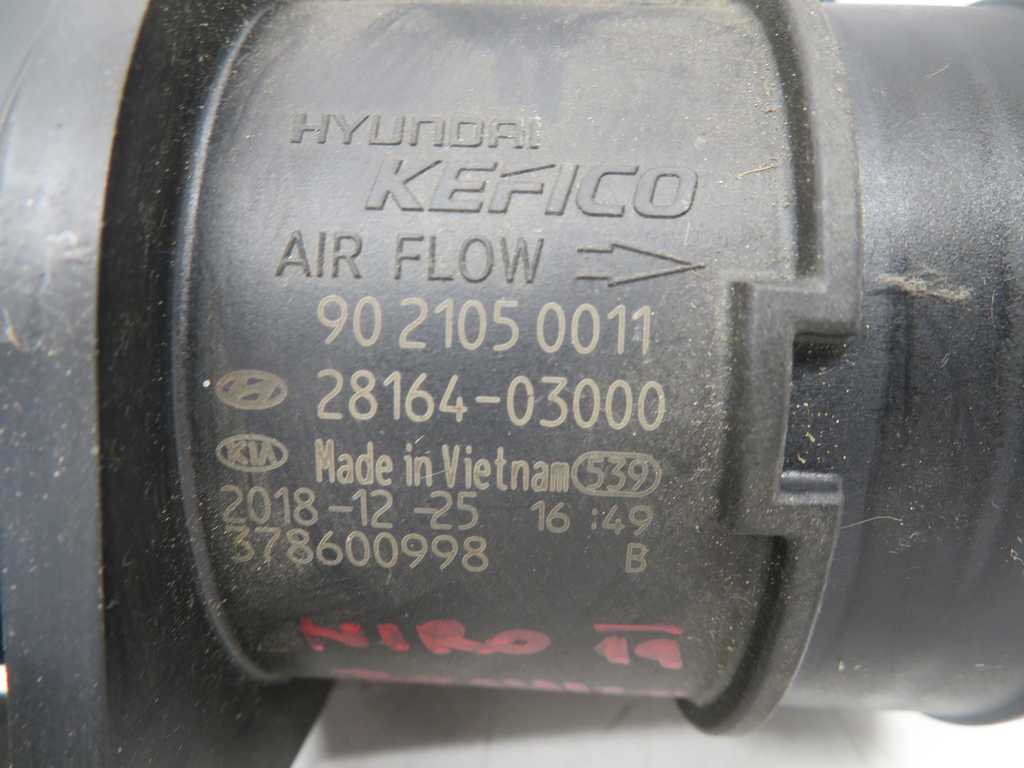 HYUNDAI
KEFICO
AIR FLOW
90 2105 0011
28164-03000
KIA Made in Vietnam 539
2018-12-25 16:49
378600998 B
NIRO 19